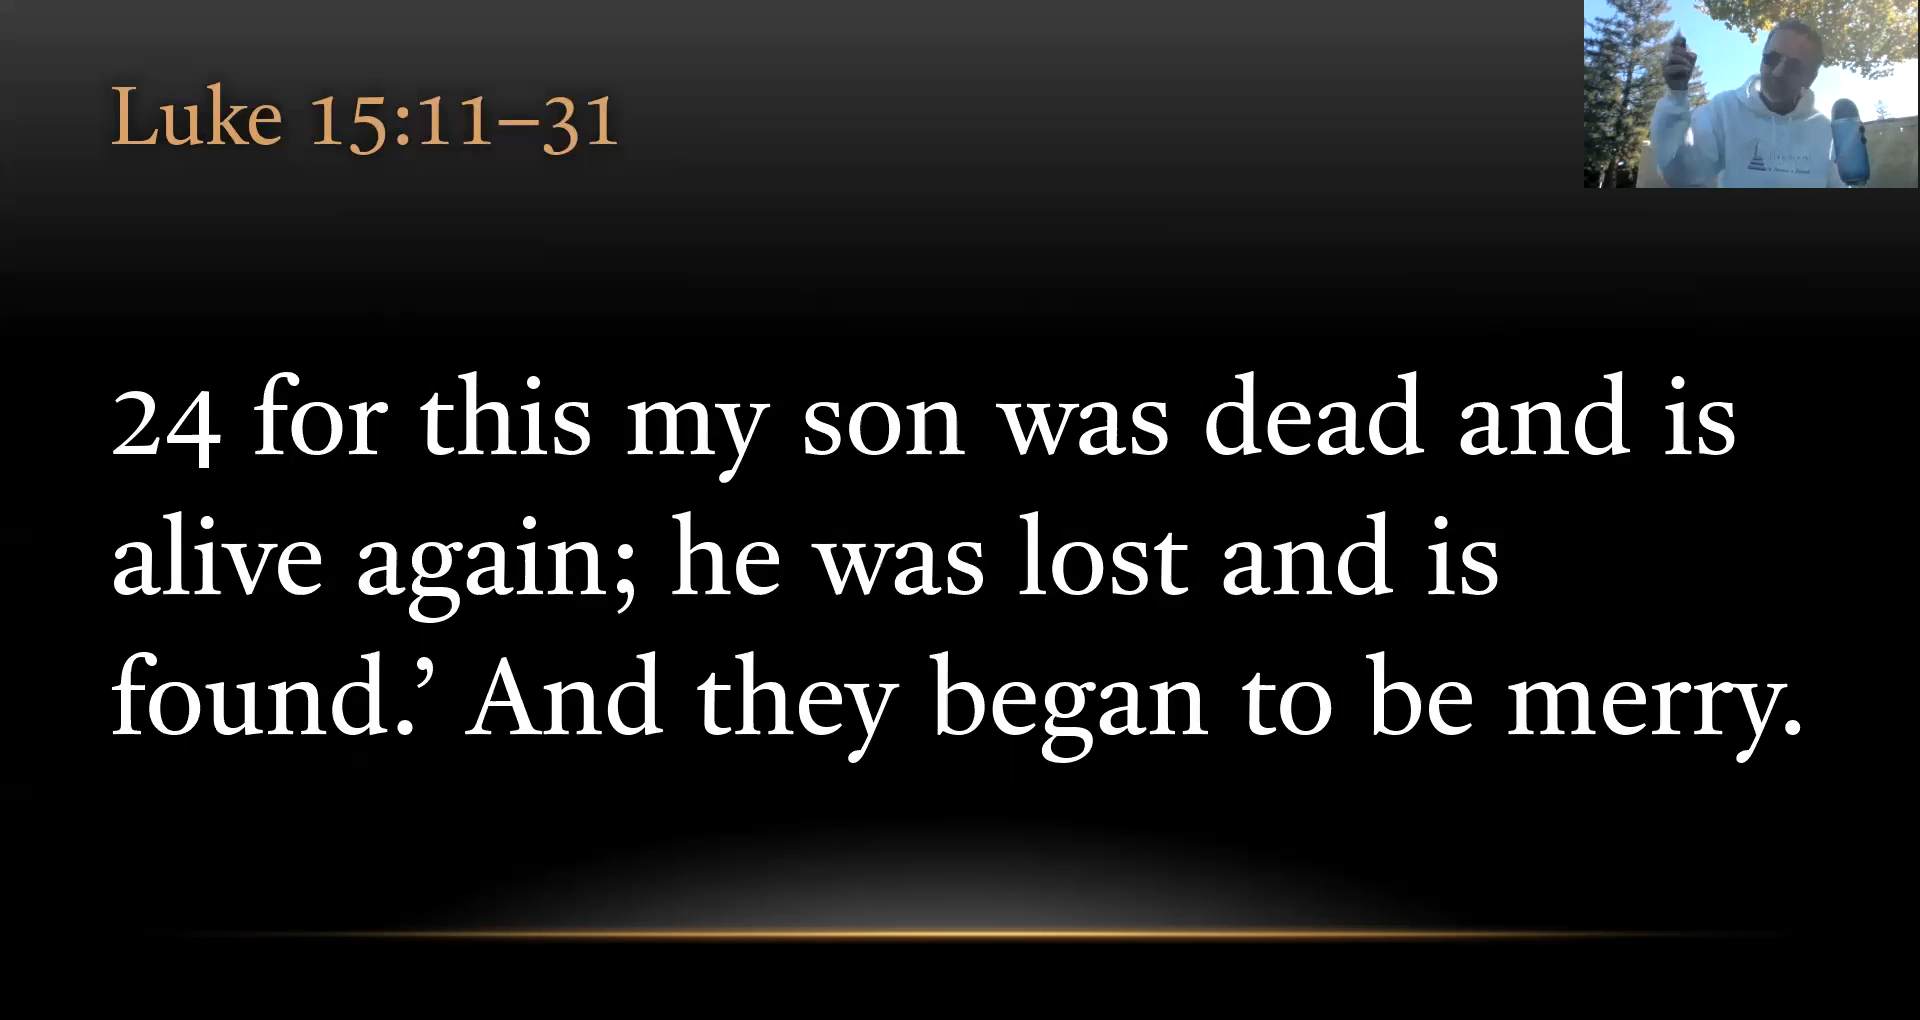 Luke 15:11–31
24 for this my son was dead and is
alive again; he was lost and is
found.’ And they began to be merry.